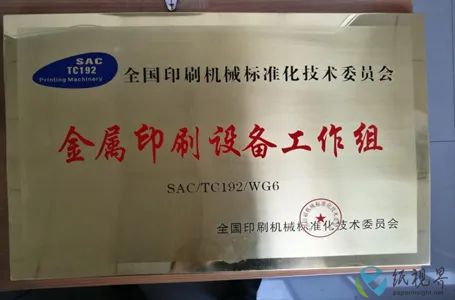 SAC
TC192
Printing Machinery
全国印刷机械标准化技术委员会
金属印刷设备工作组
SAC/TC192/WG6
全国印刷机械标准化技术委员会
纸视界
paperinsight.net